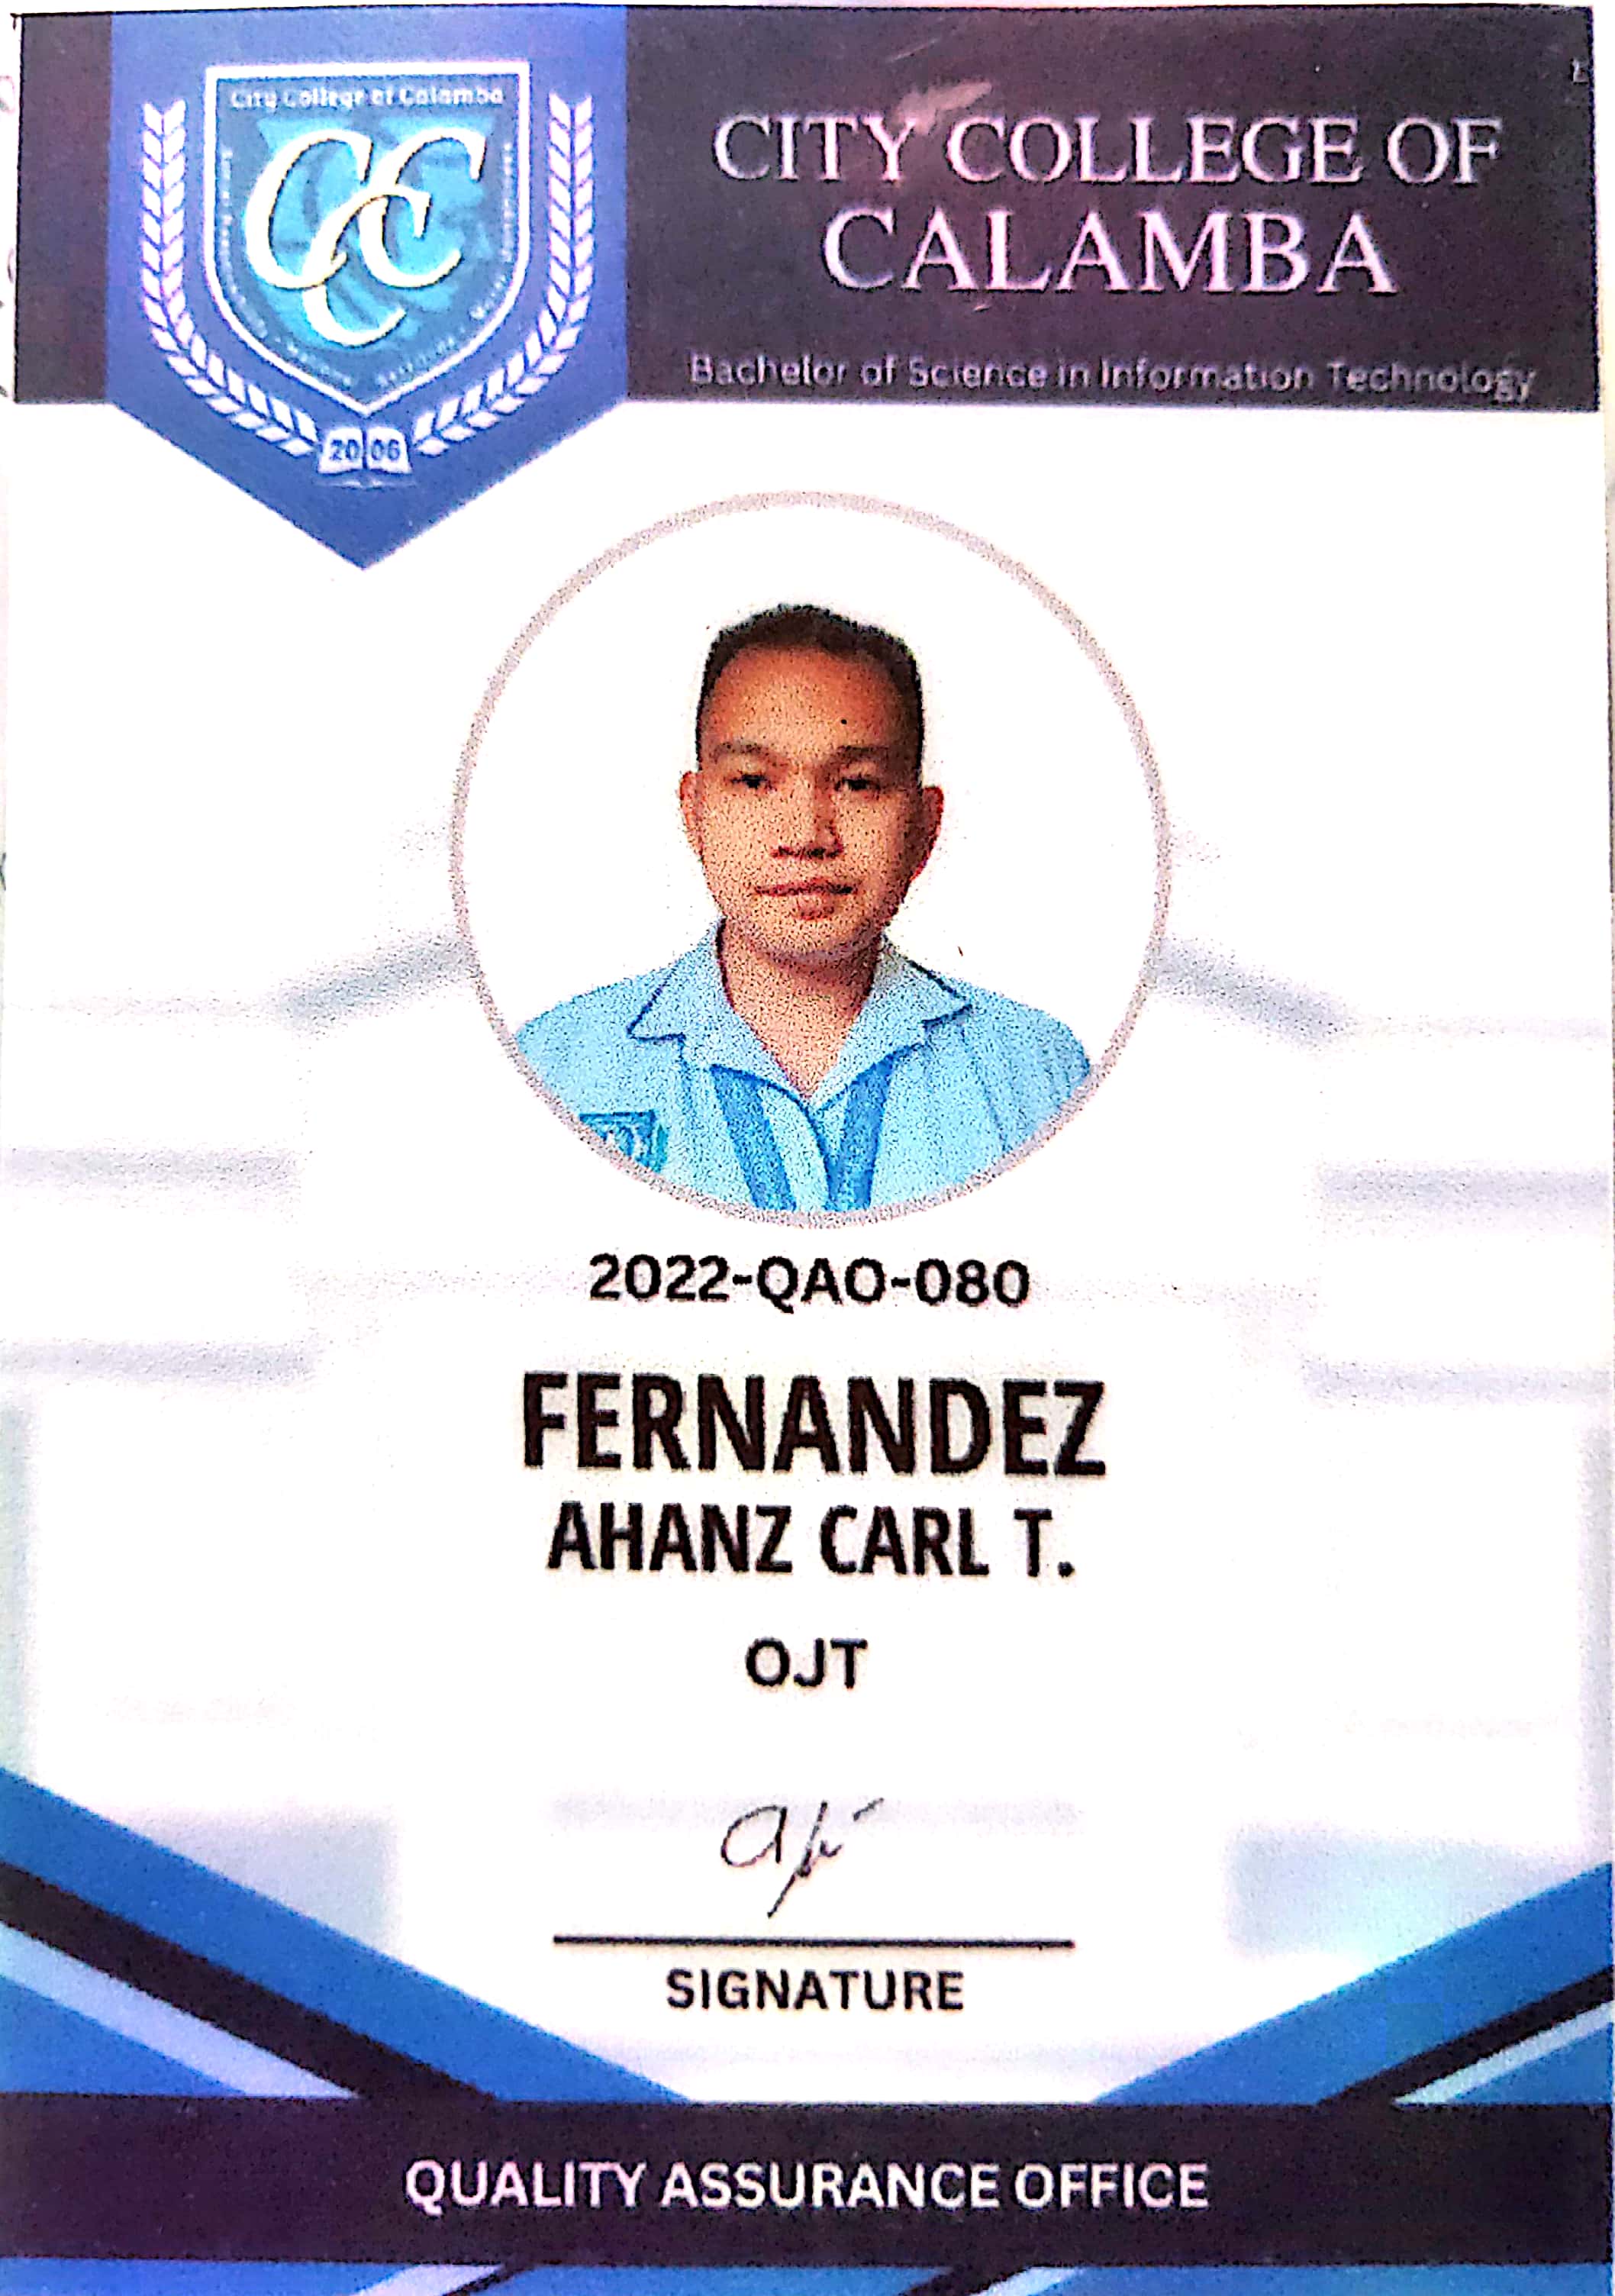 City College of Calamba
CCC
20 06
CITY COLLEGE OF
CALAMBA
Bachelor of Science in Information Technology
2022-QAO-080
FERNANDEZ
AHANZ CARL T.
OJT
SIGNATURE
QUALITY ASSURANCE OFFICE